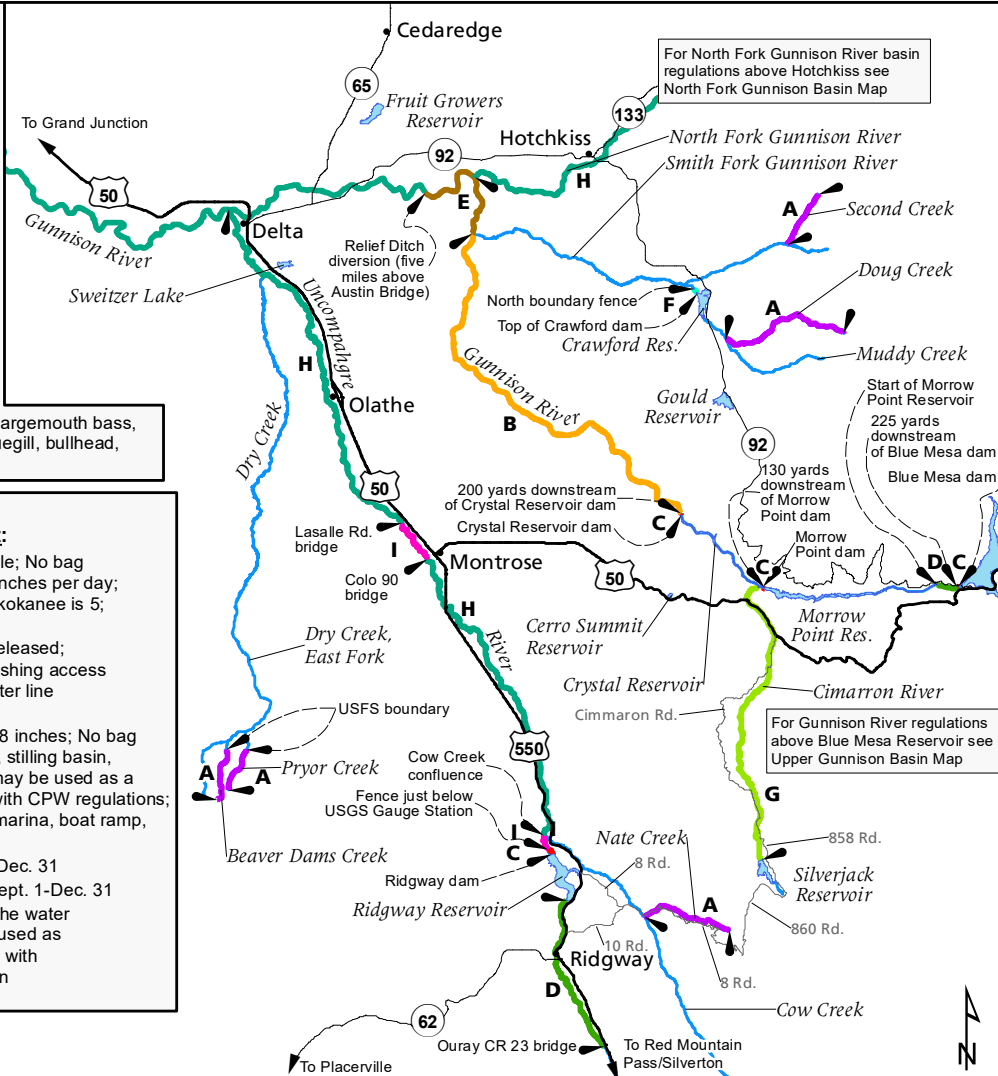 Cedaredge
For North Fork Gunnison River basin
regulations above Hotchkiss see
North Fork Gunnison Basin Map
65
Fruit Growers
Reservoir
133
To Grand Junction
Hotchkiss
North Fork Gunnison River
92
Smith Fork Gunnison River
H
50
E
A
Second Creek
Gunnison River
Delta
Relief Ditch
diversion (five
miles above
Austin Bridge)
Doug Creek
Sweitzer Lake
Uncompahgre
North boundary fence
F
A
Top of Crawford dam
Crawford Res.
Muddy Creek
H
Gunnison River
Start of Morrow
Point Reservoir
Olathe
Gould
Reservoir
225 yards
downstream
of Blue Mesa dam
argemouth bass,
uegill, bullhead,
B
Dry Creek
92
Blue Mesa dam
130 yards
downstream
of Morrow
Point dam
50
200 yards downstream
of Crystal Reservoir dam
C
Crystal Reservoir dam
Lasalle Rd.
bridge
I
Morrow
Point dam
Montrose
Colo 90
bridge
50
C
D
C
H
Morrow
Point Res.
Cerro Summit
Reservoir
River
Dry Creek,
East Fork
Crystal Reservoir
Cimarron River
Cimmaron Rd.
USFS boundary
For Gunnison River regulations
above Blue Mesa Reservoir see
Upper Gunnison Basin Map
550
A
A
Pryor Creek
Cow Creek
confluence
Fence just below
USGS Gauge Station
G
I
I
C
Nate Creek
858 Rd.
Beaver Dams Creek
8 Rd.
Ridgway dam
Silverjack
Reservoir
Ridgway Reservoir
A
860 Rd.
10 Rd.
Ridgway
8 Rd.
D
Cow Creek
62
Ouray CR 23 bridge
To Red Mountain
Pass/Silverton
To Placerville
N
:
le; No bag
nches per day;
kokanee is 5;
eleased;
shing access
ter line
8 inches; No bag
, stilling basin,
may be used as a
with CPW regulations;
marina, boat ramp,
Dec. 31
ept. 1-Dec. 31
he water
used as
with
n